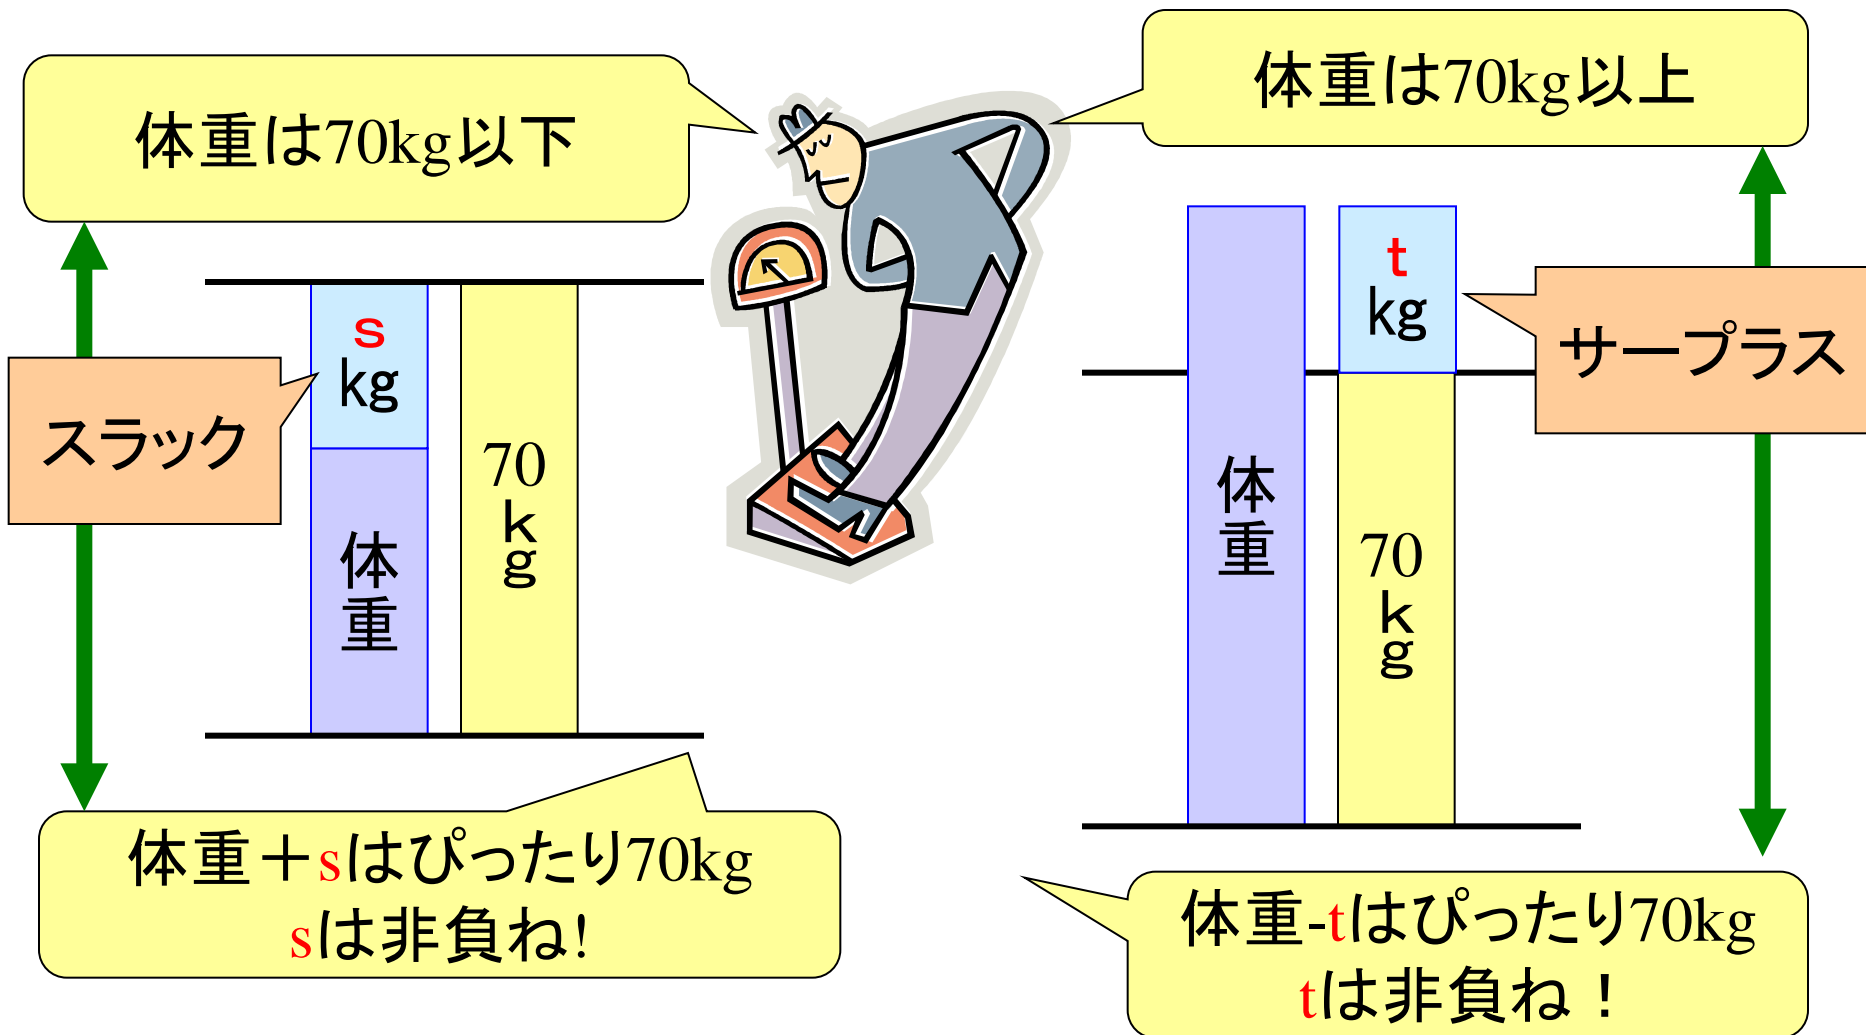 体重は70kg以下
体重は70kg以上
s
kg
スラック
体重
70kg
t
kg
サープラス
体重
70kg
体重＋sはぴったり70kg
sは非負ね!
体重-tはぴったり70kg
tは非負ね！